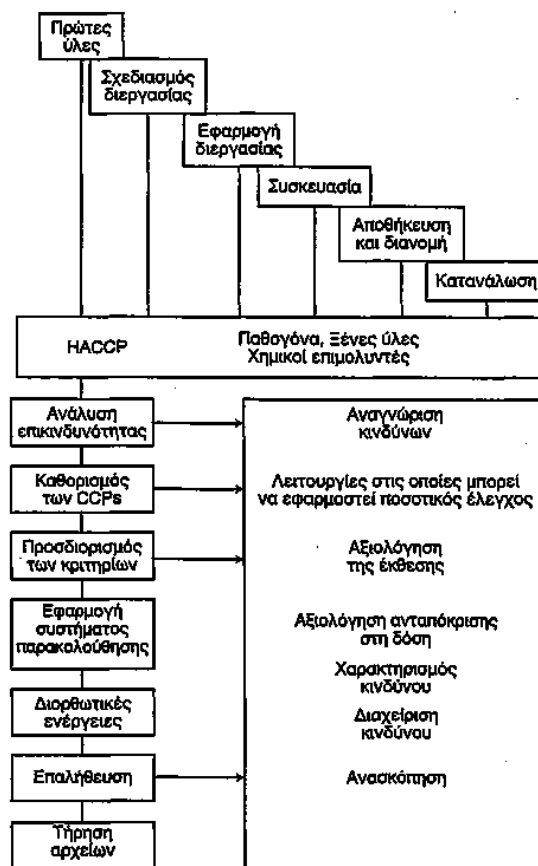 Πρώτες
ύλες
Σχεδιασμός
διεργασίας
Εφαρμογή
διεργασίας
Συσκευασία
Αποθήκευση
και διανομή
Κατανάλωση
HACCP
Παθογόνα, Ξένες ύλες
Χημικοί επιμολυντές
Ανάλυση
επικινδυνότητας
Αναγνώριση
κινδύνων
Καθορισμός
των CCPs
Λειτουργίες στις οποίες μπορεί
να εφαρμοστεί ποσοτικός έλεγχος
Προσδιορισμός
των κριτηρίων
Αξιολόγηση
της έκθεσης
Εφαρμογή
συστήματος
παρακολούθησης
Αξιολόγηση ανταπόκρισης
στη δόση
Χαρακτηρισμός
κινδύνου
Διορθωτικές
ενέργειες
Διαχείριση
κινδύνου
Επαλήθευση
Ανασκόπηση
Τήρηση
αρχείων